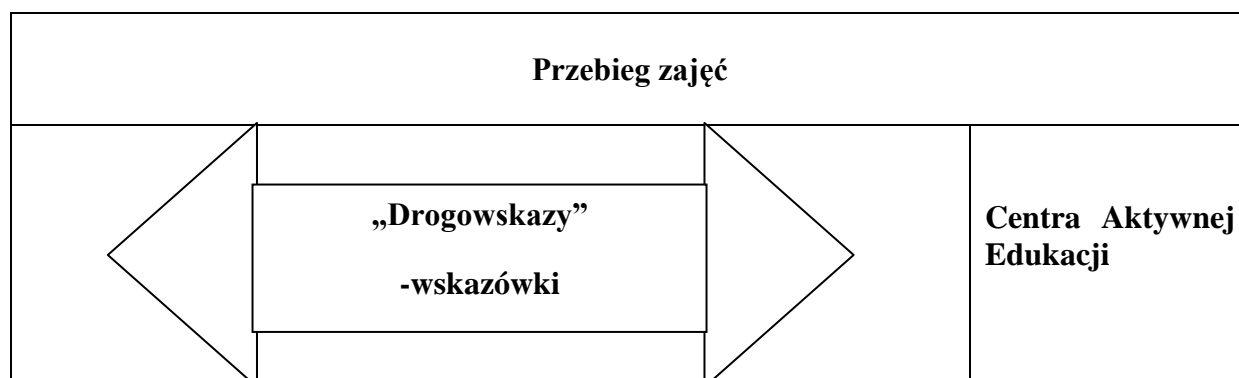 Przebieg zajęć
„Drogowskazy”
-wskazówki
Centra Aktywnej
Edukacji